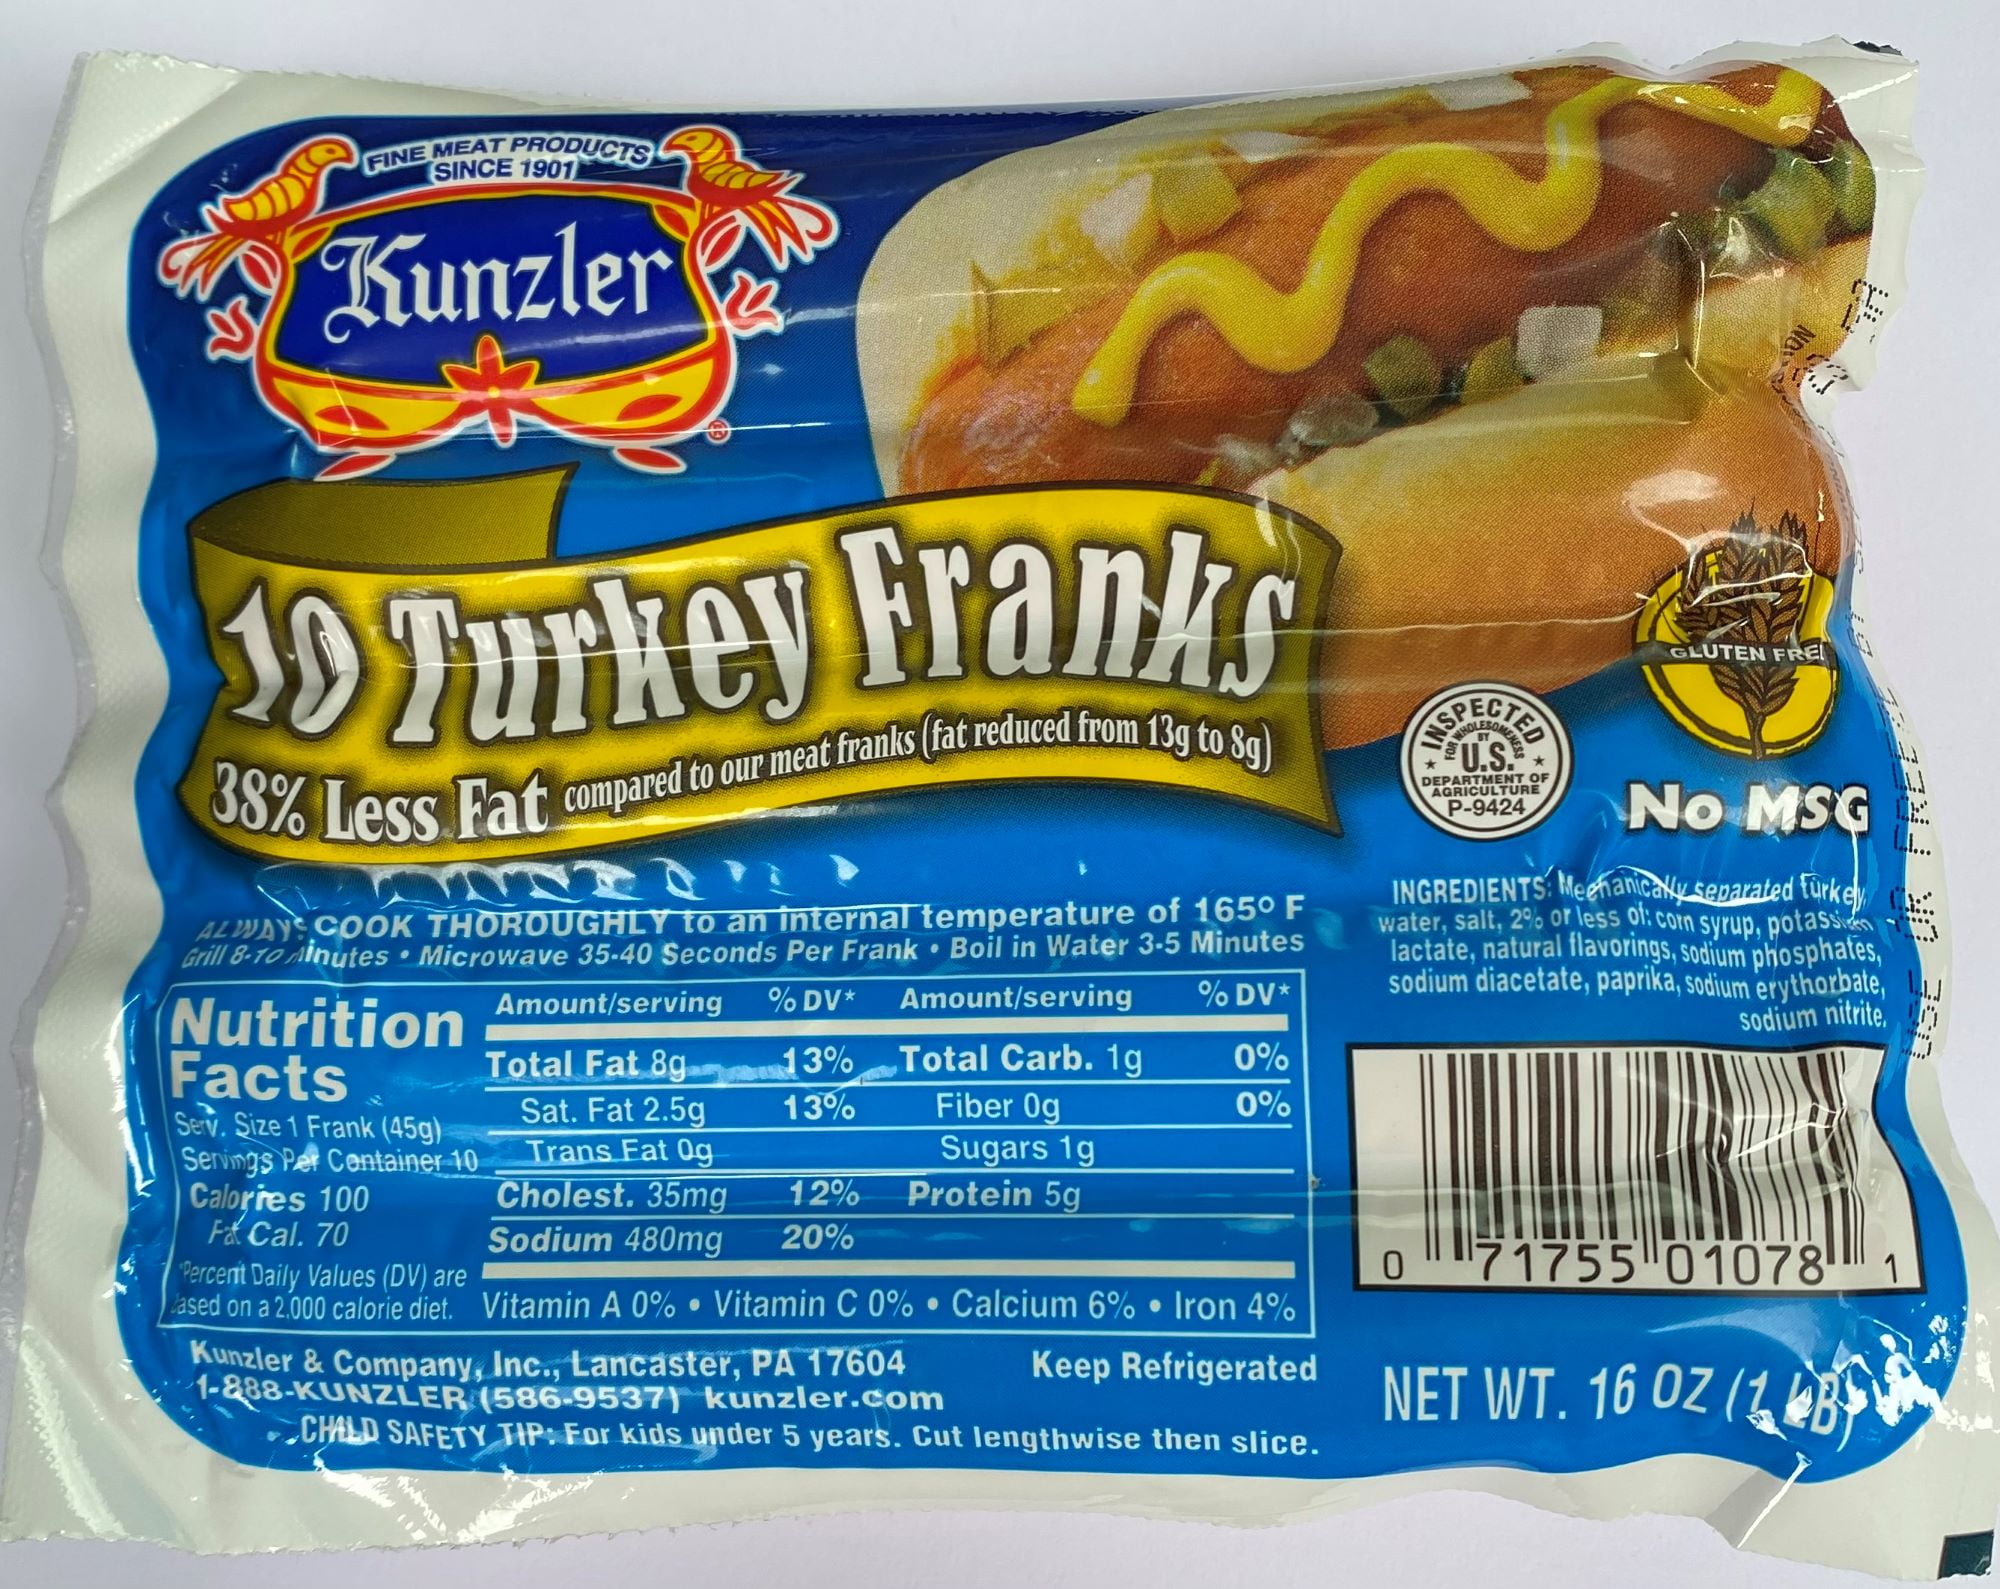 FINE MEAT PRODUCTS
SINCE 1901
Kunzler
®
10 Turkey Franks
38% Less Fat compared to our meat franks (fat reduced from 13g to 8g)
GLUTEN FREE
INSPECTED
FOR WHOLESOMENESS
BY
U.S.
DEPARTMENT OF
AGRICULTURE
P-9424
No MSG
ALWAYS COOK THOROUGHLY to an internal temperature of 165° F
Grill 8-10 Minutes • Microwave 35-40 Seconds Per Frank • Boil in Water 3-5 Minutes
INGREDIENTS: Mechanically separated turkey,
water, salt, 2% or less of: corn syrup, potassium
lactate, natural flavorings, sodium phosphates,
sodium diacetate, paprika, sodium erythorbate,
sodium nitrite.
Nutrition
Facts
Serv. Size 1 Frank (45g)
Servings Per Container 10
Calories 100
Fat Cal. 70
*Percent Daily Values (DV) are
based on a 2,000 calorie diet.
Amount/serving % DV* Amount/serving % DV*
Total Fat 8g 13% Total Carb. 1g 0%
Sat. Fat 2.5g 13% Fiber 0g 0%
Trans Fat 0g Sugars 1g
Cholest. 35mg 12% Protein 5g
Sodium 480mg 20%
Vitamin A 0% • Vitamin C 0% • Calcium 6% • Iron 4%
0 71755 01078 1
Kunzler & Company, Inc., Lancaster, PA 17604
1-888-KUNZLER (586-9537) kunzler.com
Keep Refrigerated
CHILD SAFETY TIP: For kids under 5 years. Cut lengthwise then slice.
NET WT. 16 OZ (1 LB)
USE OR FREEZE